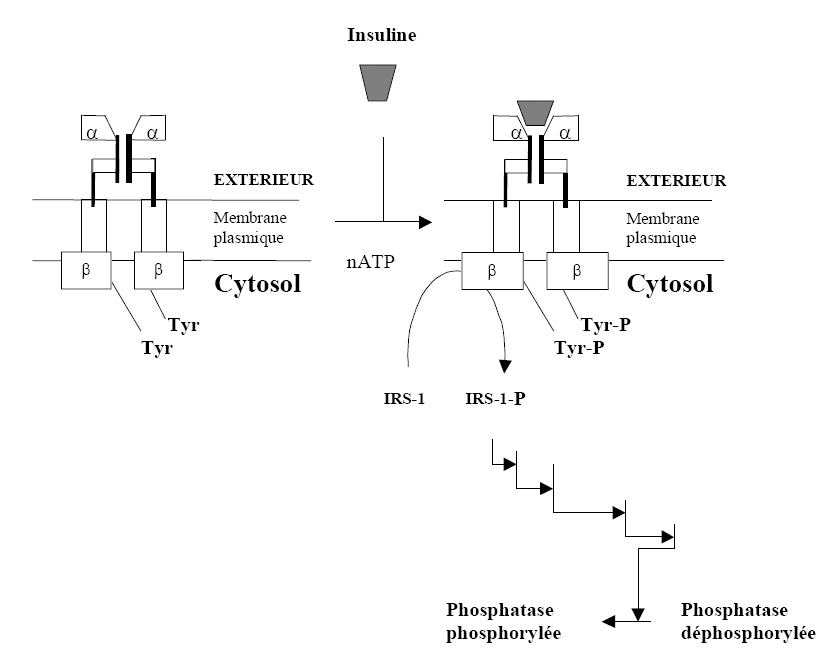 Insuline
α α
α α
EXTERIEUR
EXTERIEUR
Membrane
plasmique
Membrane
plasmique
nATP
β β
Cytosol
β β
Cytosol
Tyr
Tyr
Tyr-P
Tyr-P
IRS-1 IRS-1-P
Phosphatase
phosphorylée
Phosphatase
déphosphorylée